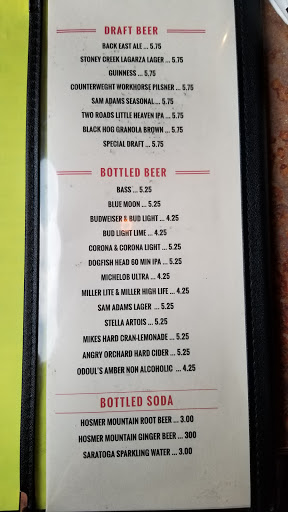 DRAFT BEER
BACK EAST ALE ... 5.75
STONEY CREEK LAGARZA LAGER ... 5.75
GUINNESS ... 5.75
COUNTERWEGHT WORKHORSE PILSNER ... 5.75
SAM ADAMS SEASONAL... 5.75
TWO ROADS LITTLE HEAVEN IPA ... 5.75
BLACK HOG GRANOLA BROWN ... 5.75
SPECIAL DRAFT ... 5.75
BOTTLED BEER
BASS ... 5.25
BLUE MOON ... 5.25
BUDWEISER & BUD LIGHT ... 4.25
BUD LIGHT LIME ... 4.25
CORONA & CORONA LIGHT ... 5.25
DOGFISH HEAD 60 MIN IPA ... 5.25
MICHELOB ULTRA ... 4.25
MILLER LITE & MILLER HIGH LIFE ... 4.25
SAM ADAMS LAGER ... 5.25
STELLA ARTOIS ... 5.25
MIKES HARD CRAN-LEMONADE ... 5.25
ANGRY ORCHARD HARD CIDER ... 5.25
ODOUL'S AMBER NON ALCOHOLIC ... 4.25
BOTTLED SODA
HOSMER MOUNTAIN ROOT BEER ... 3.00
HOSMER MOUNTAIN GINGER BEER ... 300
SARATOGA SPARKLING WATER ... 3.00